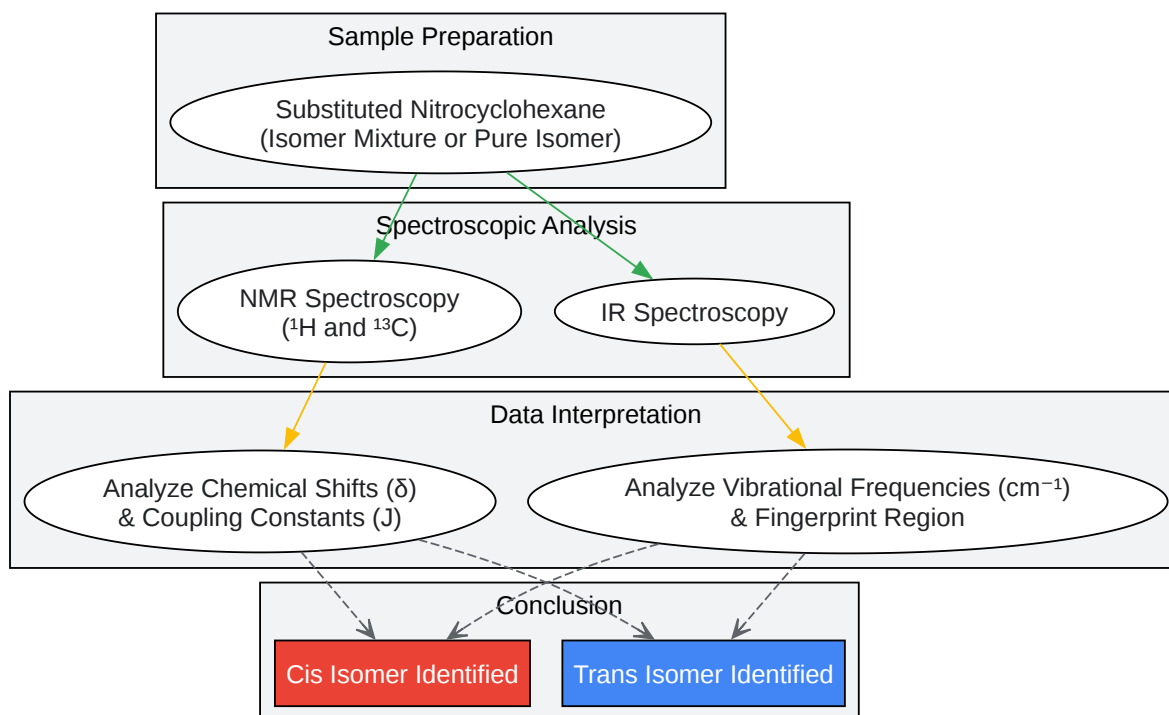 Sample Preparation
Substituted Nitrocyclohexane
(Isomer Mixture or Pure Isomer)
Spectroscopic Analysis
NMR Spectroscopy
(¹H and ¹³C)
IR Spectroscopy
Data Interpretation
Analyze Chemical Shifts (δ)
& Coupling Constants (J)
Analyze Vibrational Frequencies (cm⁻¹)
& Fingerprint Region
Conclusion
Cis Isomer Identified
Trans Isomer Identified